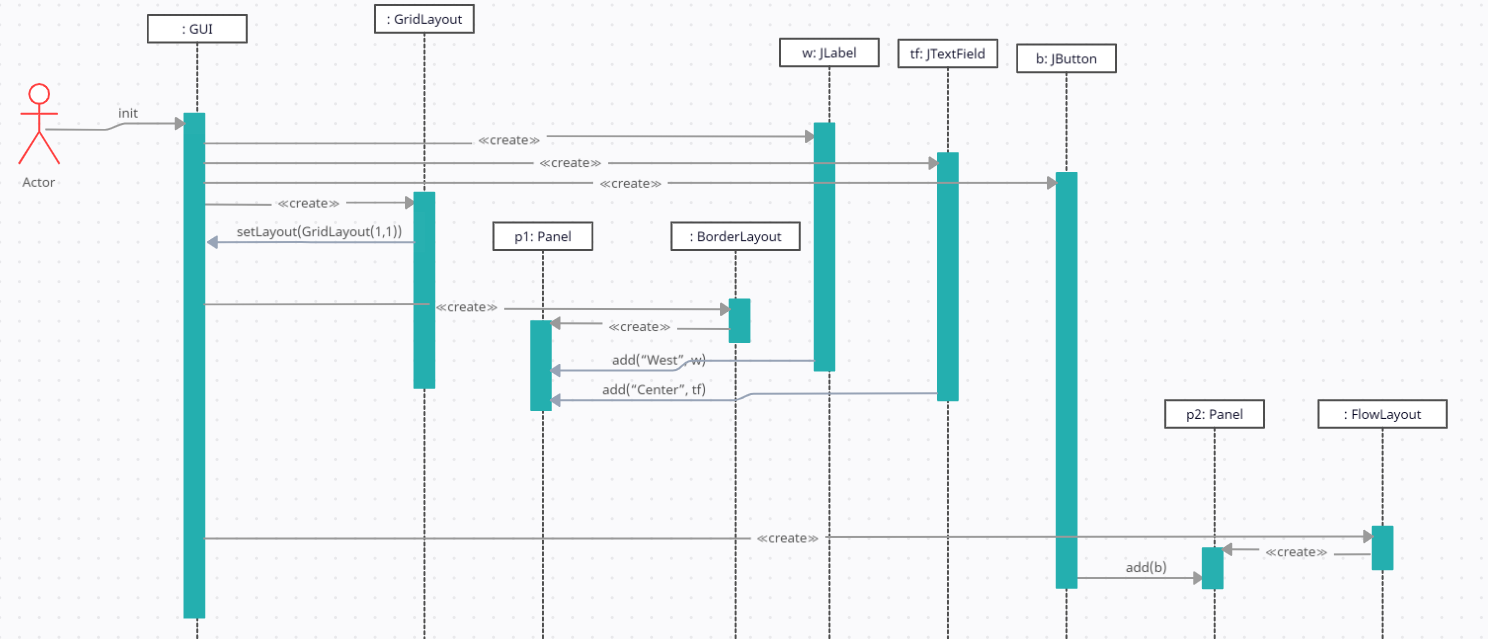 : GUI
: GridLayout
w: JLabel
tf: JTextField
b: JButton
init
≪create≫
≪create≫
≪create≫
Actor
≪create≫
setLayout(GridLayout(1,1))
p1: Panel
: BorderLayout
≪create≫
≪create≫
add(“West”, w)
add(“Center”, tf)
p2: Panel
: FlowLayout
≪create≫
≪create≫
add(b)